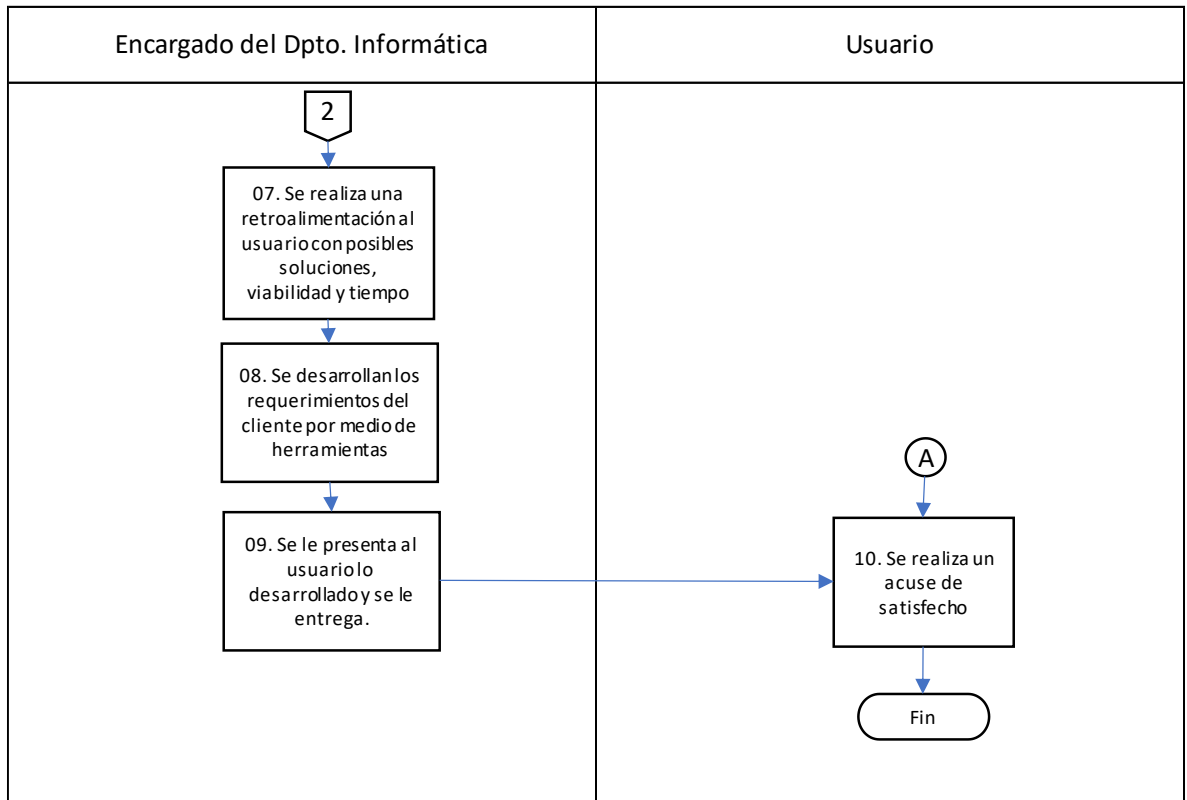 Encargado del Dpto. Informática
Usuario
2
07. Se realiza una
retroalimentación al
usuario con posibles
soluciones,
viabilidad y tiempo
08. Se desarrollan los
requerimientos del
cliente por medio de
herramientas
09. Se le presenta al
usuario lo
desarrollado y se le
entrega.
A
10. Se realiza un
acuse de
satisfecho
Fin